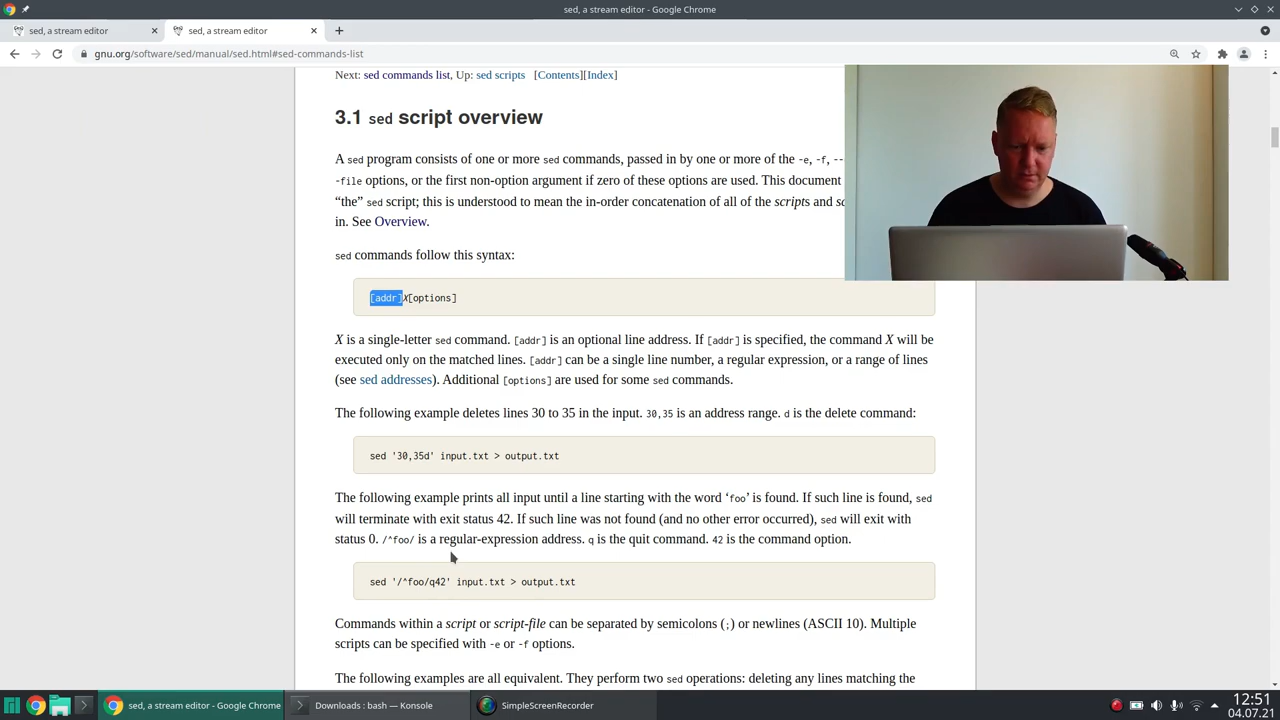 sed, a stream editor - Google Chrome
sed, a stream editor
sed, a stream editor
gnu.org/software/sed/manual/sed.html#sed-commands-list
Next: sed commands list, Up: sed scripts [Contents][Index]
3.1 sed script overview
A sed program consists of one or more sed commands, passed in by one or more of the -e, -f, --
-file options, or the first non-option argument if zero of these options are used. This document
“the” sed script; this is understood to mean the in-order concatenation of all of the scripts and
in. See Overview.
sed commands follow this syntax:
[addr]X[options]
X is a single-letter sed command. [addr] is an optional line address. If [addr] is specified, the command X will be
executed only on the matched lines. [addr] can be a single line number, a regular expression, or a range of lines
(see sed addresses). Additional [options] are used for some sed commands.
The following example deletes lines 30 to 35 in the input. 30,35 is an address range. d is the delete command:
sed '30,35d' input.txt > output.txt
The following example prints all input until a line starting with the word ‘foo’ is found. If such line is found, sed
will terminate with exit status 42. If such line was not found (and no other error occurred), sed will exit with
status 0. /^foo/ is a regular-expression address. q is the quit command. 42 is the command option.
sed '/^foo/q42' input.txt > output.txt
Commands within a script or script-file can be separated by semicolons (;) or newlines (ASCII 10). Multiple
scripts can be specified with -e or -f options.
The following examples are all equivalent. They perform two sed operations: deleting any lines matching the
sed, a stream editor - Google Chrome
Downloads : bash — Konsole
SimpleScreenRecorder
12:51
04.07.21